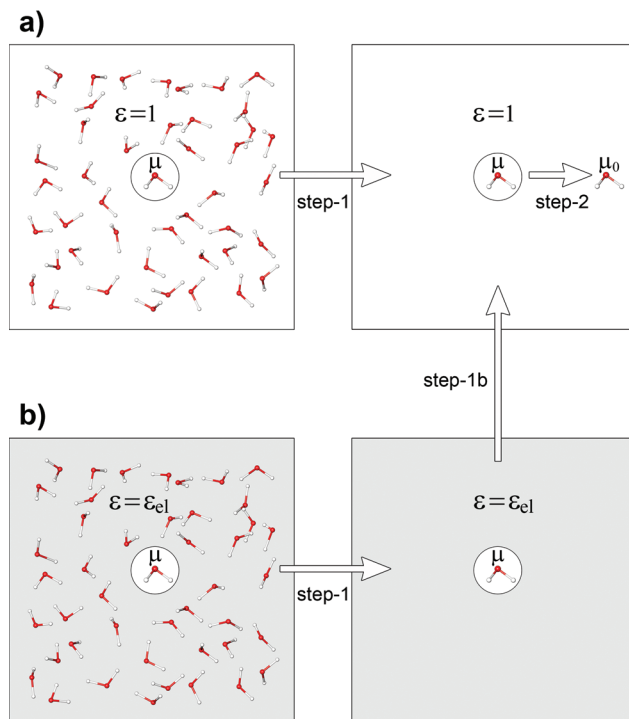 a)
ε=1
μ
step-1
ε=1
μ
step-2
μ₀
step-1b
b)
ε=εel
μ
step-1
ε=εel
μ